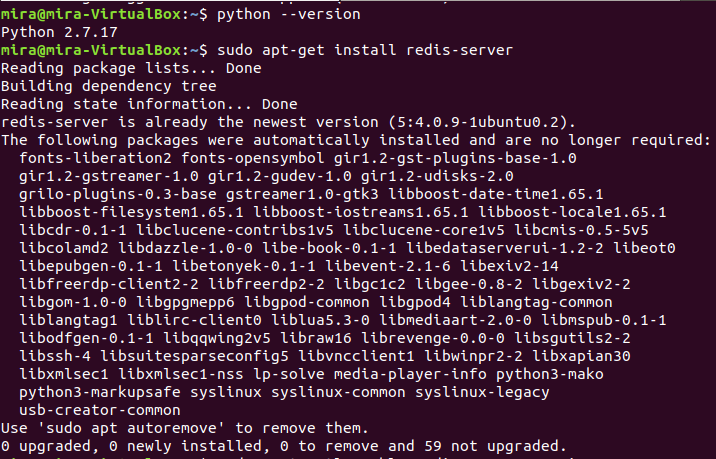 mira@mira-VirtualBox:~$ python --version
Python 2.7.17
mira@mira-VirtualBox:~$ sudo apt-get install redis-server
Reading package lists... Done
Building dependency tree
Reading state information... Done
redis-server is already the newest version (5:4.0.9-1ubuntu0.2).
The following packages were automatically installed and are no longer required:
  fonts-liberation2 fonts-opensymbol gir1.2-gst-plugins-base-1.0
  gir1.2-gstreamer-1.0 gir1.2-gudev-1.0 gir1.2-udisks-2.0
  grilo-plugins-0.3-base gstreamer1.0-gtk3 libboost-date-time1.65.1
  libboost-filesystem1.65.1 libboost-iostreams1.65.1 libboost-locale1.65.1
  libcdr-0.1-1 libclucene-contribs1v5 libclucene-core1v5 libcmis-0.5-5v5
  libcolamd2 libdazzle-1.0-0 libe-book-0.1-1 libedataserverui-1.2-2 libeot0
  libepubgen-0.1-1 libetonyek-0.1-1 libevent-2.1-6 libexiv2-14
  libfreerdp-client2-2 libfreerdp2-2 libgc1c2 libgee-0.8-2 libgexiv2-2
  libgom-1.0-0 libgpgmepp6 libgpod-common libgpod4 liblangtag-common
  liblangtag1 liblirc-client0 liblua5.3-0 libmediaart-2.0-0 libmspub-0.1-1
  libodfgen-0.1-1 libqqwing2v5 libraw16 librevenge-0.0-0 libsgutils2-2
  libssh-4 libsuitesparseconfig5 libvncclient1 libwinpr2-2 libxapian30
  libxmlsec1 libxmlsec1-nss lp-solve media-player-info python3-mako
  python3-markupsafe syslinux syslinux-common syslinux-legacy
  usb-creator-common
Use 'sudo apt autoremove' to remove them.
0 upgraded, 0 newly installed, 0 to remove and 59 not upgraded.